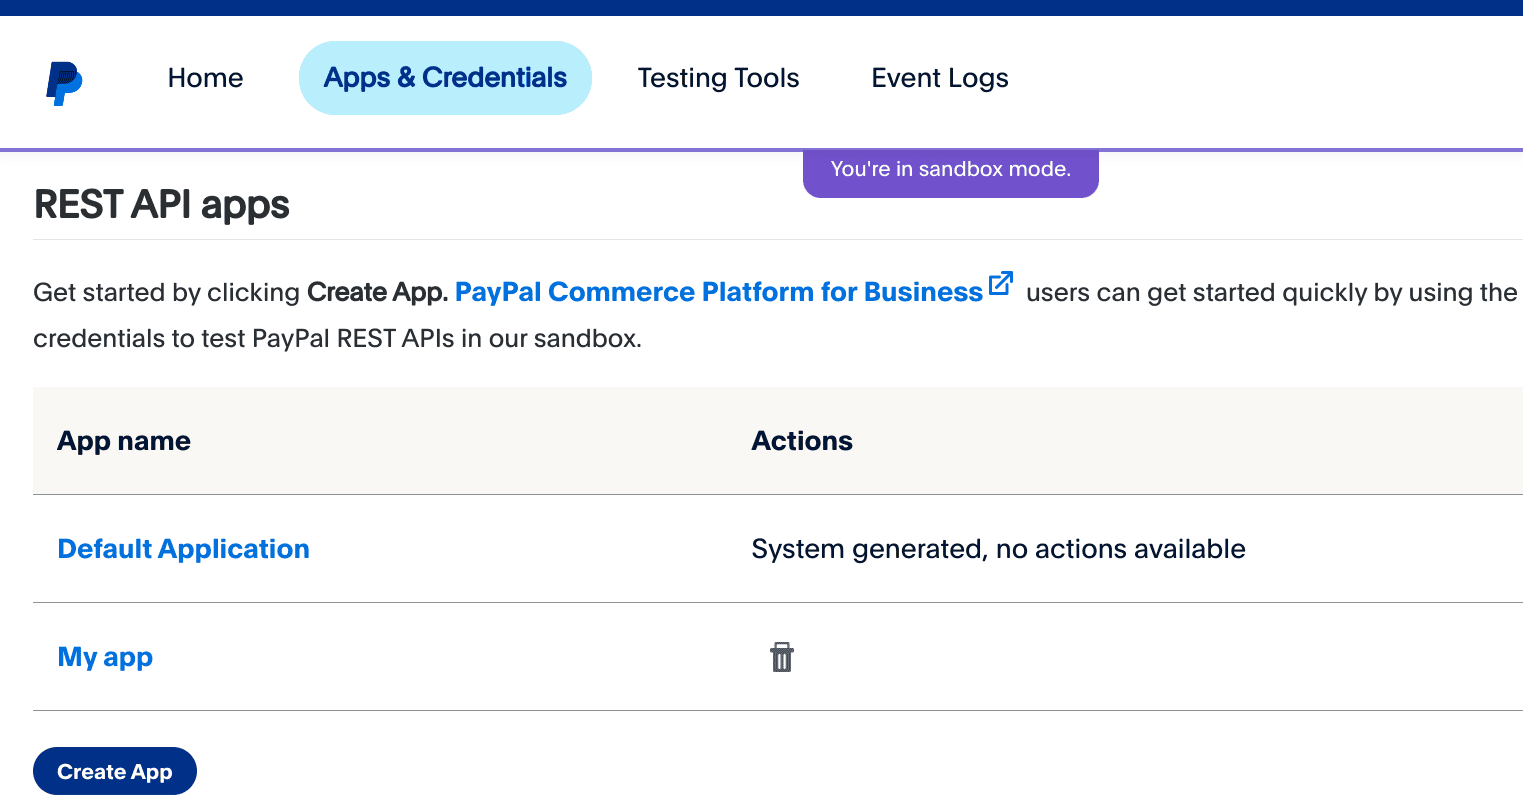 Home Apps & Credentials Testing Tools Event Logs
You're in sandbox mode.
REST API apps
Get started by clicking Create App. PayPal Commerce Platform for Business users can get started quickly by using the
credentials to test PayPal REST APIs in our sandbox.
App name Actions
Default Application System generated, no actions available
My app
Create App